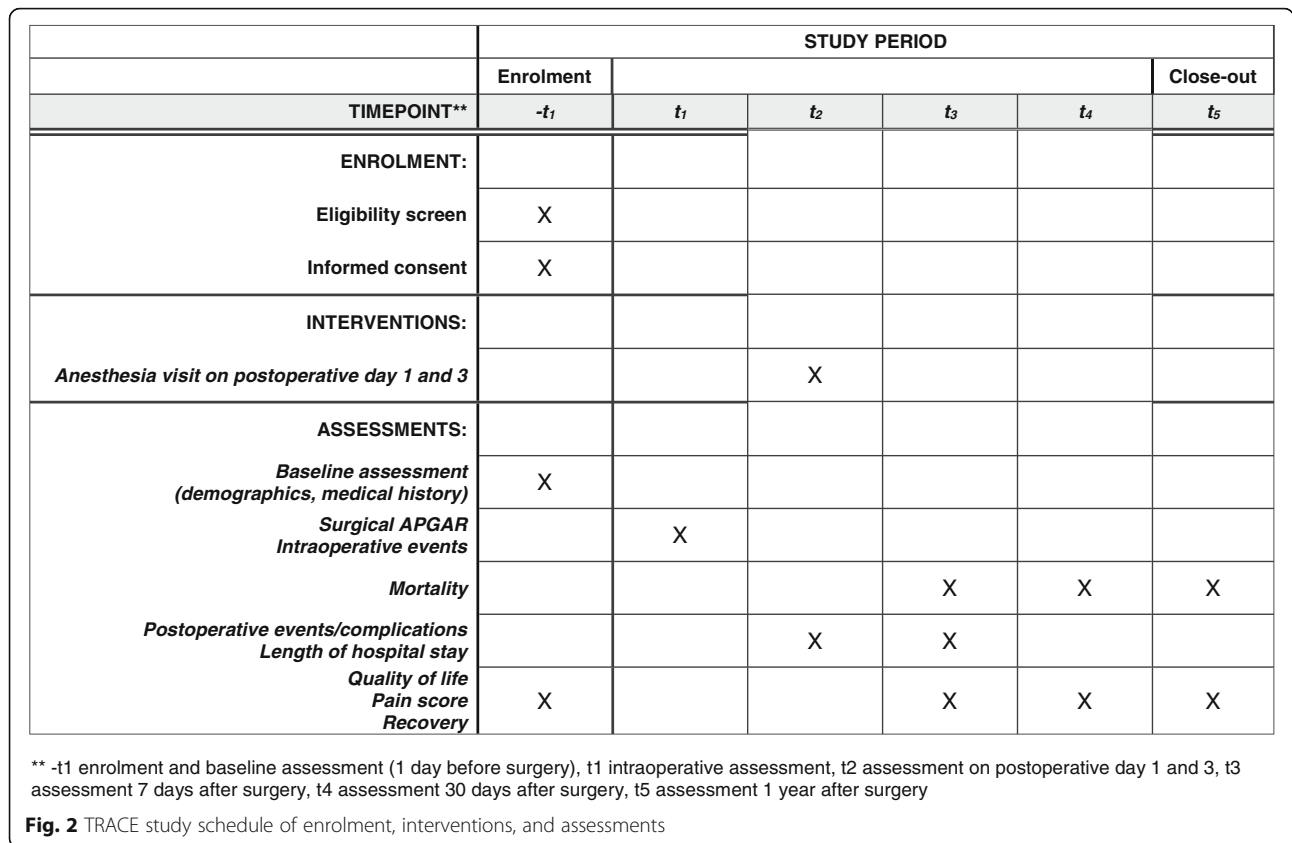 STUDY PERIOD
Enrolment Close-out
TIMEPOINT** -t1 t1 t2 t3 t4 t5
ENROLMENT:
Eligibility screen X
Informed consent X
INTERVENTIONS:
Anesthesia visit on postoperative day 1 and 3 X
ASSESSMENTS:
Baseline assessment
(demographics, medical history) X
Surgical APGAR
Intraoperative events X
Mortality X X X
Postoperative events/complications
Length of hospital stay X X
Quality of life
Pain score X X X X
Recovery
** -t1 enrolment and baseline assessment (1 day before surgery), t1 intraoperative assessment, t2 assessment on postoperative day 1 and 3, t3
assessment 7 days after surgery, t4 assessment 30 days after surgery, t5 assessment 1 year after surgery
Fig. 2 TRACE study schedule of enrolment, interventions, and assessments